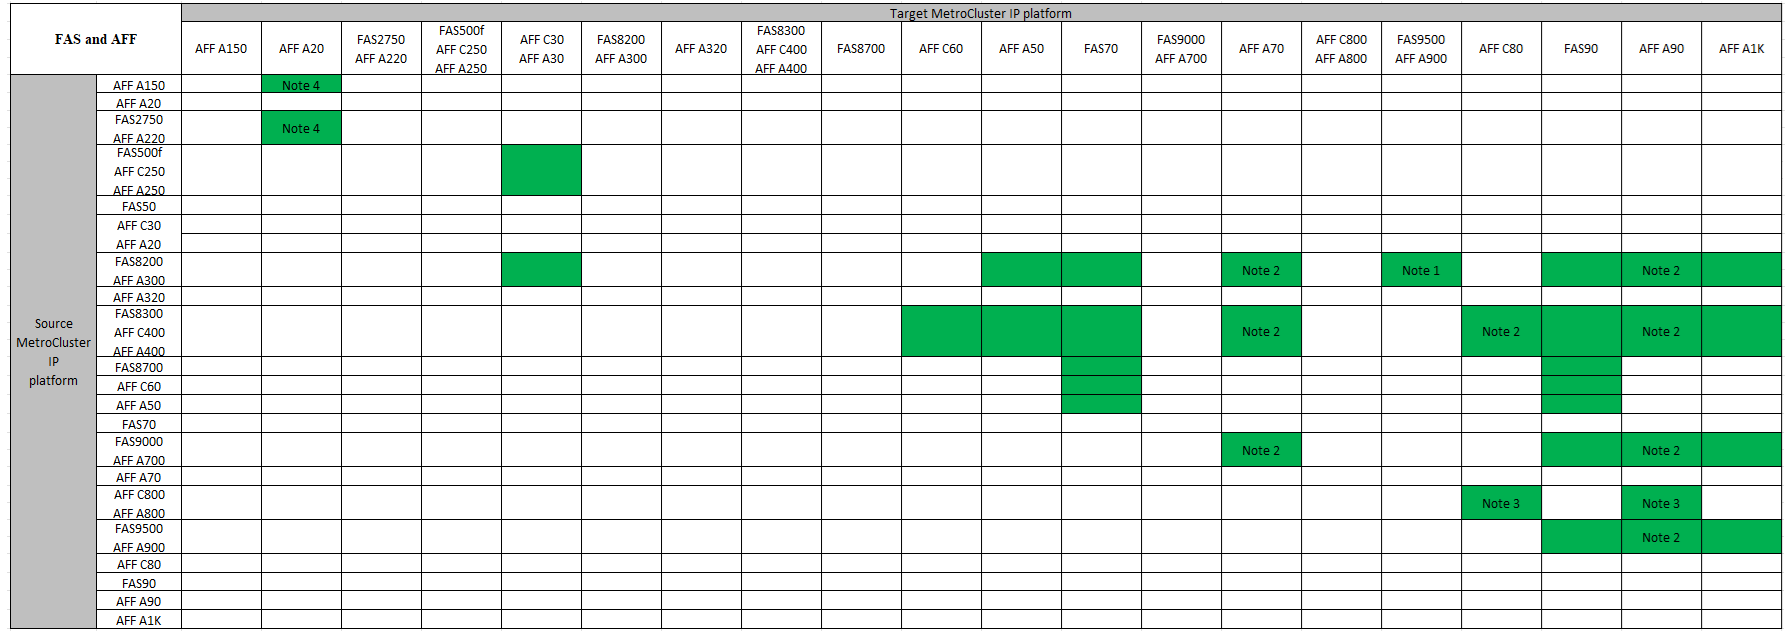 Target MetroCluster IP platform
FAS and AFF
AFF A150
AFF A20
FAS2750
AFF A220
FAS500f
AFF C250
AFF A250
AFF C30
AFF A30
FAS8200
AFF A300
AFF A320
FAS8300
AFF C400
AFF A400
FAS8700
AFF C60
AFF A50
FAS70
FAS9000
AFF A700
AFF A70
AFF C800
AFF A800
FAS9500
AFF A900
AFF C80
FAS90
AFF A90
AFF A1K
Source
MetroCluster
IP
platform
AFF A150
Note 4
AFF A20
FAS2750
AFF A220
Note 4
FAS500f
AFF C250
AFF A250
FAS50
AFF C30
AFF A20
FAS8200
AFF A300
Note 2
Note 1
Note 2
AFF A320
FAS8300
AFF C400
AFF A400
Note 2
Note 2
Note 2
FAS8700
AFF C60
AFF A50
FAS70
FAS9000
AFF A700
Note 2
Note 2
AFF A70
AFF C800
AFF A800
Note 3
Note 3
FAS9500
AFF A900
Note 2
AFF C80
FAS90
AFF A90
AFF A1K